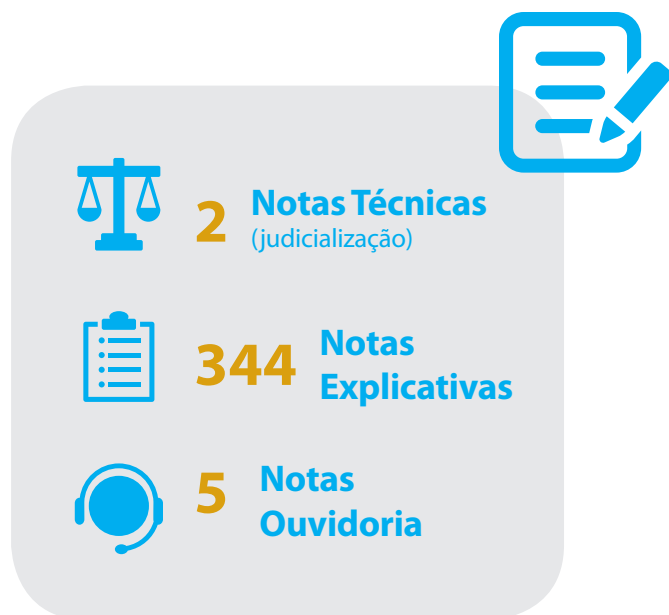 2 Notas Técnicas
(judicialização)
344 Notas
Explicativas
5 Notas
Ouvidoria